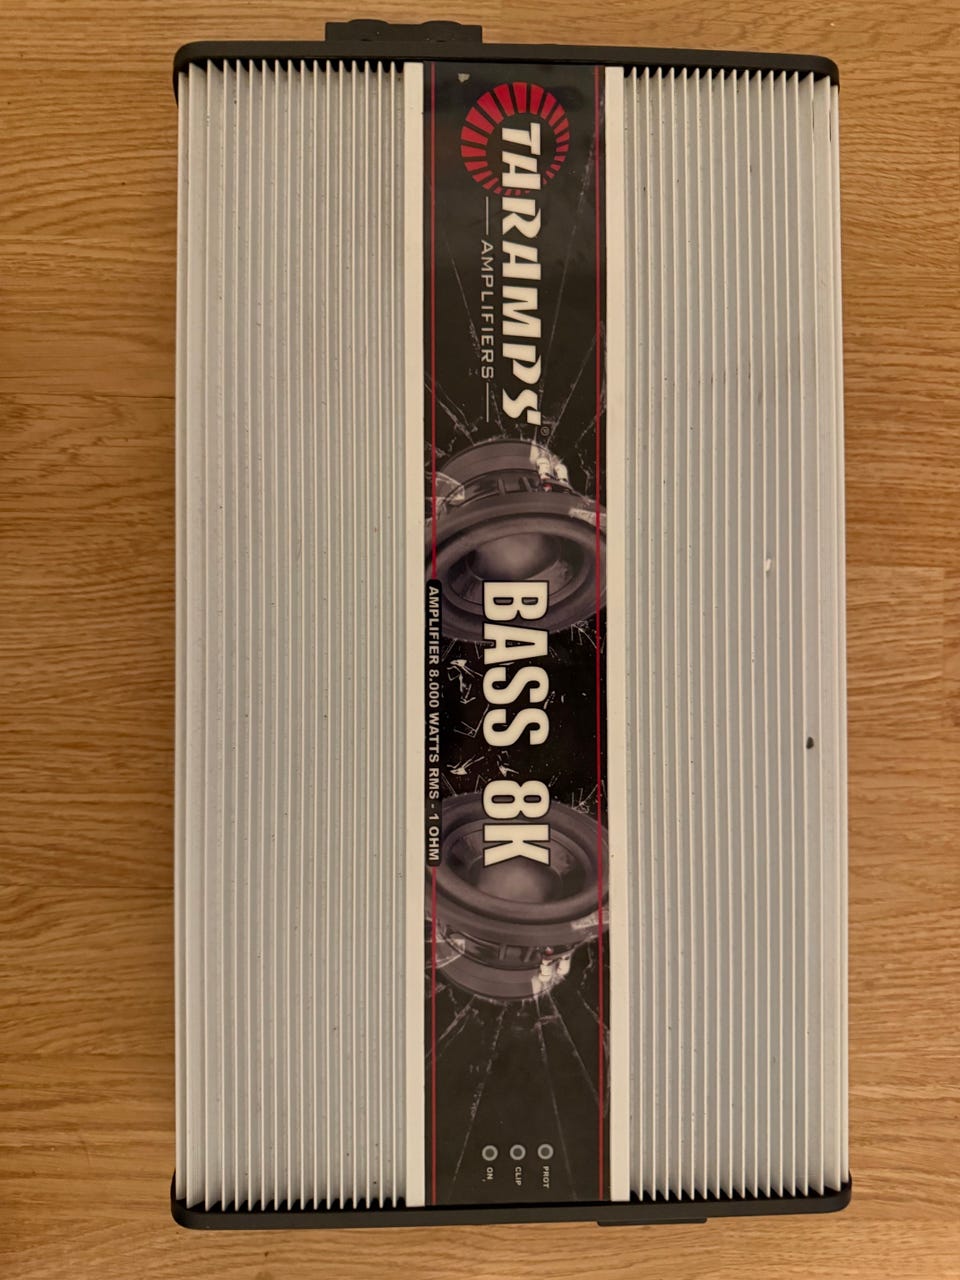 TARAMPS®
AMPLIFIERS
BASS 8K
AMPLIFIER 8.000 WATTS RMS - 1 OHM
PROT
CLIP
ON